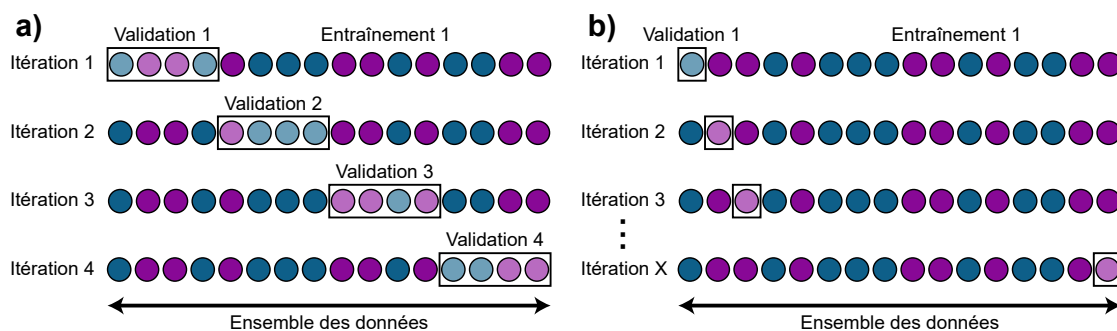 a)
Validation 1
Entraînement 1
Itération 1
Validation 2
Itération 2
Validation 3
Itération 3
Validation 4
Itération 4
Ensemble des données
b)
Validation 1
Entraînement 1
Itération 1
Itération 2
Itération 3
Itération X
Ensemble des données